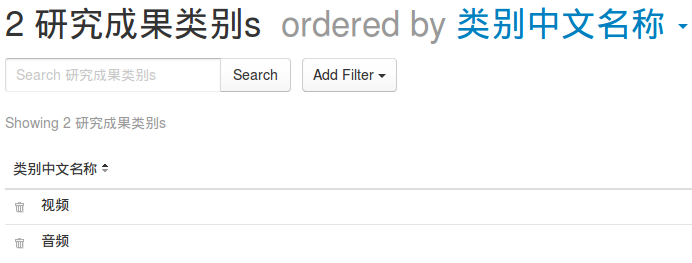 2 研究成果类别s ordered by 类别中文名称
Search 研究成果类别s Search Add Filter
Showing 2 研究成果类别s
类别中文名称
视频
音频